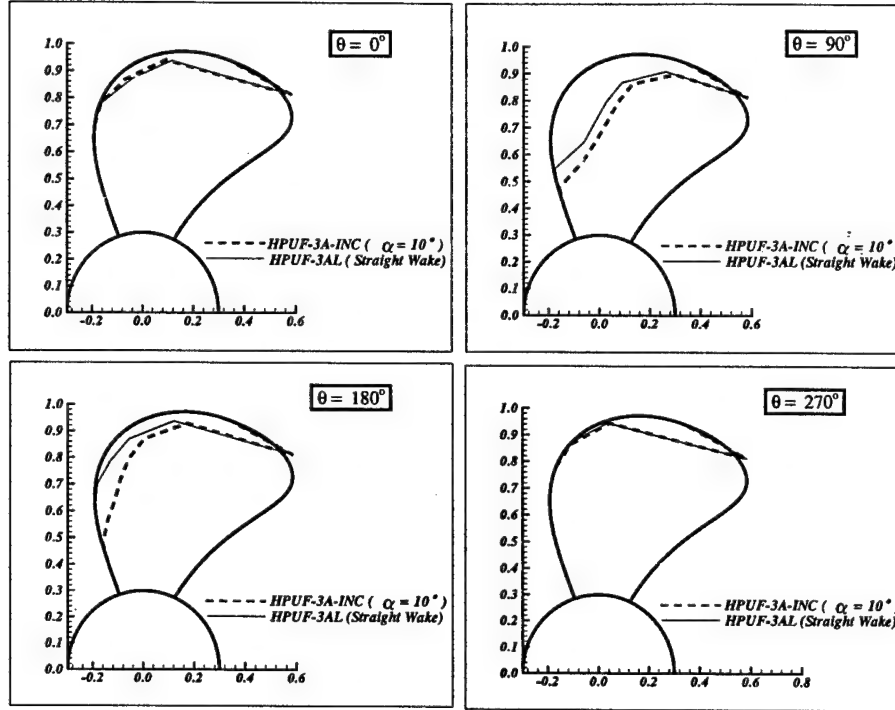 θ = 0°
1.0
0.9
0.8
0.7
0.6
0.5
0.4
0.3
0.2
0.1
0.0
-0.2 0.0 0.2 0.4 0.6
HPUF-3A-INC ( α = 10° )
HPUF-3AL ( Straight Wake)
θ = 90°
1.0
0.9
0.8
0.7
0.6
0.5
0.4
0.3
0.2
0.1
0.0
-0.2 0.0 0.2 0.4 0.6
HPUF-3A-INC ( α = 10° )
HPUF-3AL (Straight Wake)
θ = 180°
1.0
0.9
0.8
0.7
0.6
0.5
0.4
0.3
0.2
0.1
0.0
-0.2 0.0 0.2 0.4 0.6
HPUF-3A-INC ( α = 10° )
HPUF-3AL (Straight Wake)
θ = 270°
1.0
0.9
0.8
0.7
0.6
0.5
0.4
0.3
0.2
0.1
0.0
-0.2 0.0 0.2 0.4 0.6 0.8
HPUF-3A-INC ( α = 10° )
HPUF-3AL (Straight Wake)